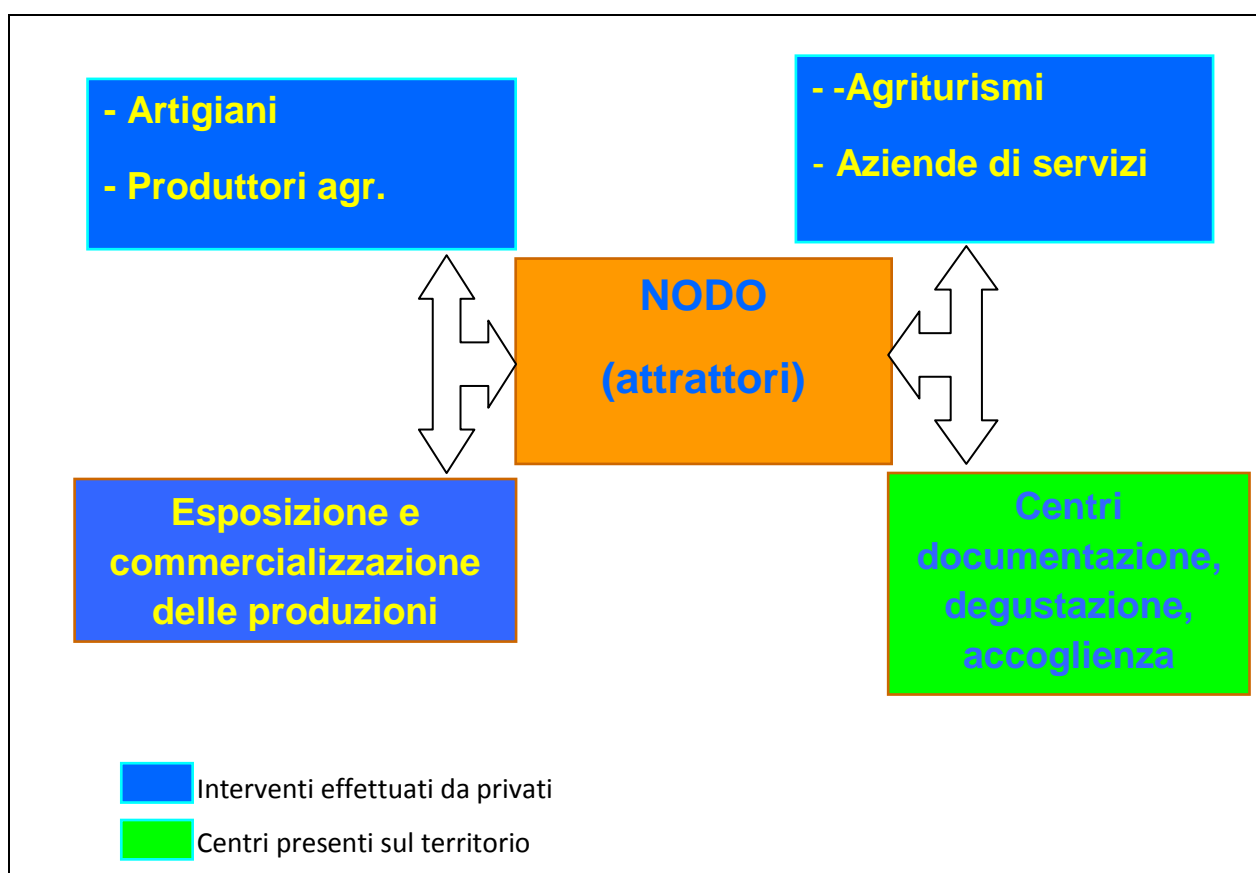 - Artigiani
- Produttori agr.
- -Agriturismi
- Aziende di servizi
NODO
(attrattori)
Esposizione e
commercializzazione
delle produzioni
Centri
documentazione,
degustazione,
accoglienza
Interventi effettuati da privati
Centri presenti sul territorio